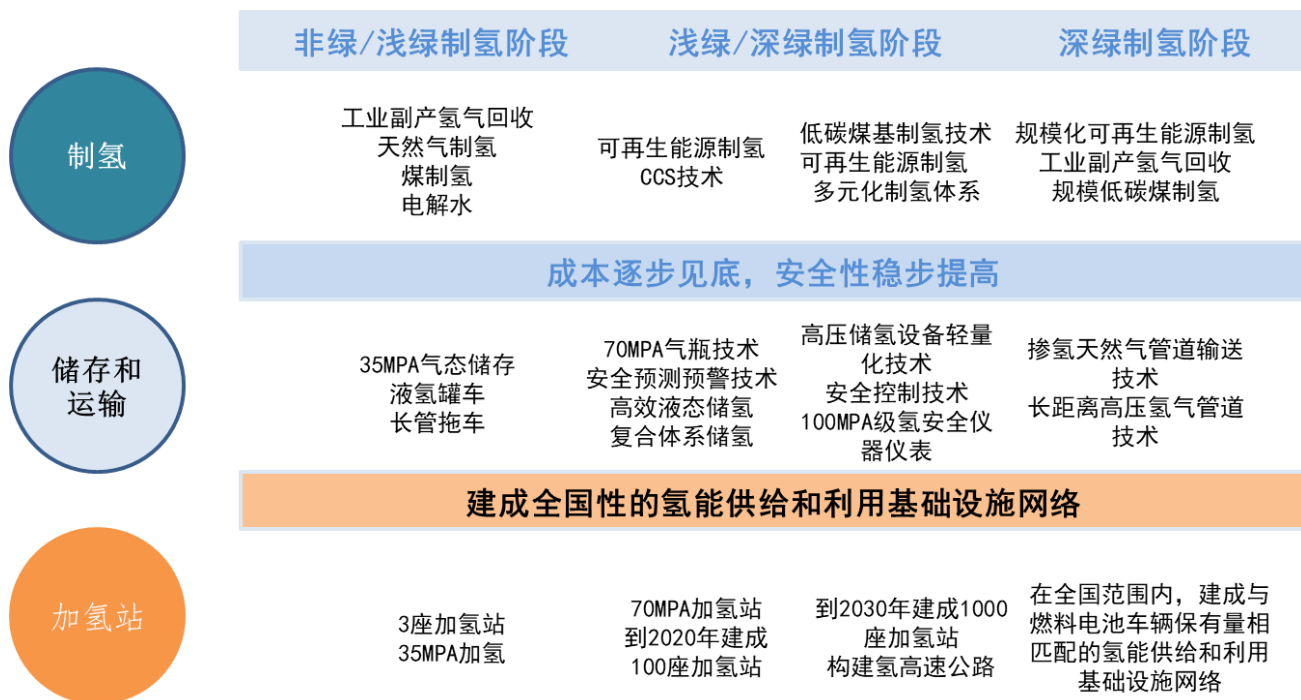 非绿/浅绿制氢阶段
浅绿/深绿制氢阶段
深绿制氢阶段
制氢
工业副产氢气回收
天然气制氢
煤制氢
电解水
可再生能源制氢
CCS技术
低碳煤基制氢技术
可再生能源制氢
多元化制氢体系
规模化可再生能源制氢
工业副产氢气回收
规模低碳煤制氢
成本逐步见底，安全性稳步提高
储存和
运输
35MPA气态储存
液氢罐车
长管拖车
70MPA气瓶技术
安全预测预警技术
高效液态储氢
复合体系储氢
高压储氢设备轻量
化技术
安全控制技术
100MPA级氢安全仪
器仪表
掺氢天然气管道输送
技术
长距离高压氢气管道
技术
建成全国性的氢能供给和利用基础设施网络
加氢站
3座加氢站
35MPA加氢
70MPA加氢站
到2020年建成
100座加氢站
到2030年建成1000
座加氢站
构建氢高速公路
在全国范围内，建成与
燃料电池车辆保有量相
匹配的氢能供给和利用
基础设施网络